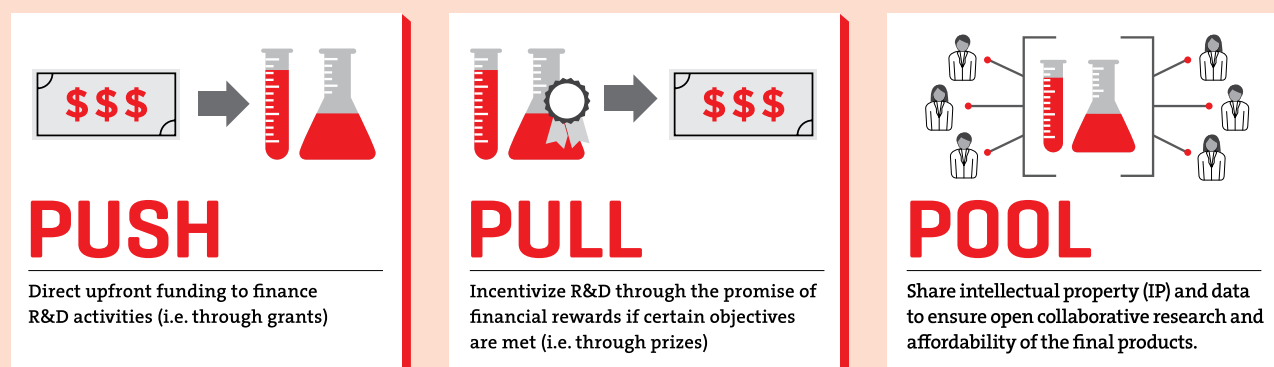 $$$
PUSH
Direct upfront funding to finance
R&D activities (i.e. through grants)
$$$
PULL
Incentivize R&D through the promise of
financial rewards if certain objectives
are met (i.e. through prizes)
POOL
Share intellectual property (IP) and data
to ensure open collaborative research and
affordability of the final products.